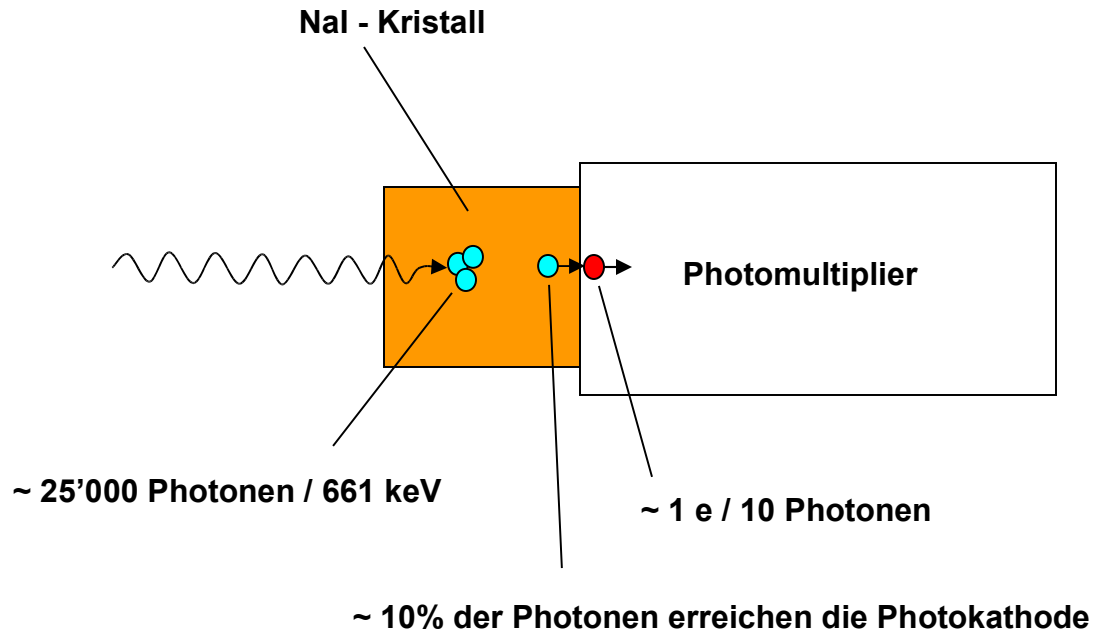 NaI - Kristall
Photomultiplier
~ 25’000 Photonen / 661 keV
~ 1 e / 10 Photonen
~ 10% der Photonen erreichen die Photokathode